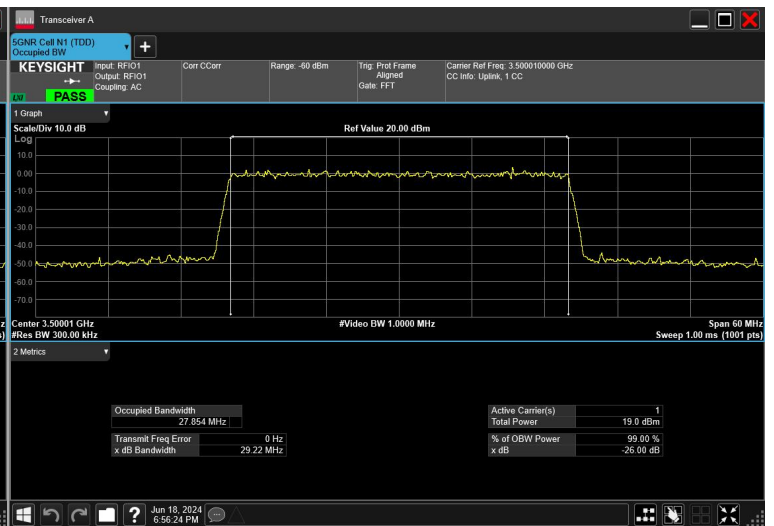 Transceiver A
5GNR Cell N1 (TDD)
Occupied BW
+
KEYSIGHT
LXI
PASS
Input: RFIO1
Output: RFIO1
Coupling: AC
Corr CCorr
Range: -60 dBm
Trig: Prot Frame
Aligned
Gate: FFT
Carrier Ref Freq: 3.500010000 GHz
CC Info: Uplink, 1 CC
1 Graph
Scale/Div 10.0 dB
Ref Value 20.00 dBm
Log
10.0
0.00
-10.0
-20.0
-30.0
-40.0
-50.0
-60.0
-70.0
Center 3.50001 GHz
#Video BW 1.0000 MHz
Span 60 MHz
#Res BW 300.00 kHz
Sweep 1.00 ms (1001 pts)
2 Metrics
Occupied Bandwidth
27.854 MHz
Transmit Freq Error 0 Hz
x dB Bandwidth 29.22 MHz
Active Carrier(s) 1
Total Power 19.0 dBm
% of OBW Power 99.00 %
x dB -26.00 dB
?
Jun 18, 2024
6:56:24 PM